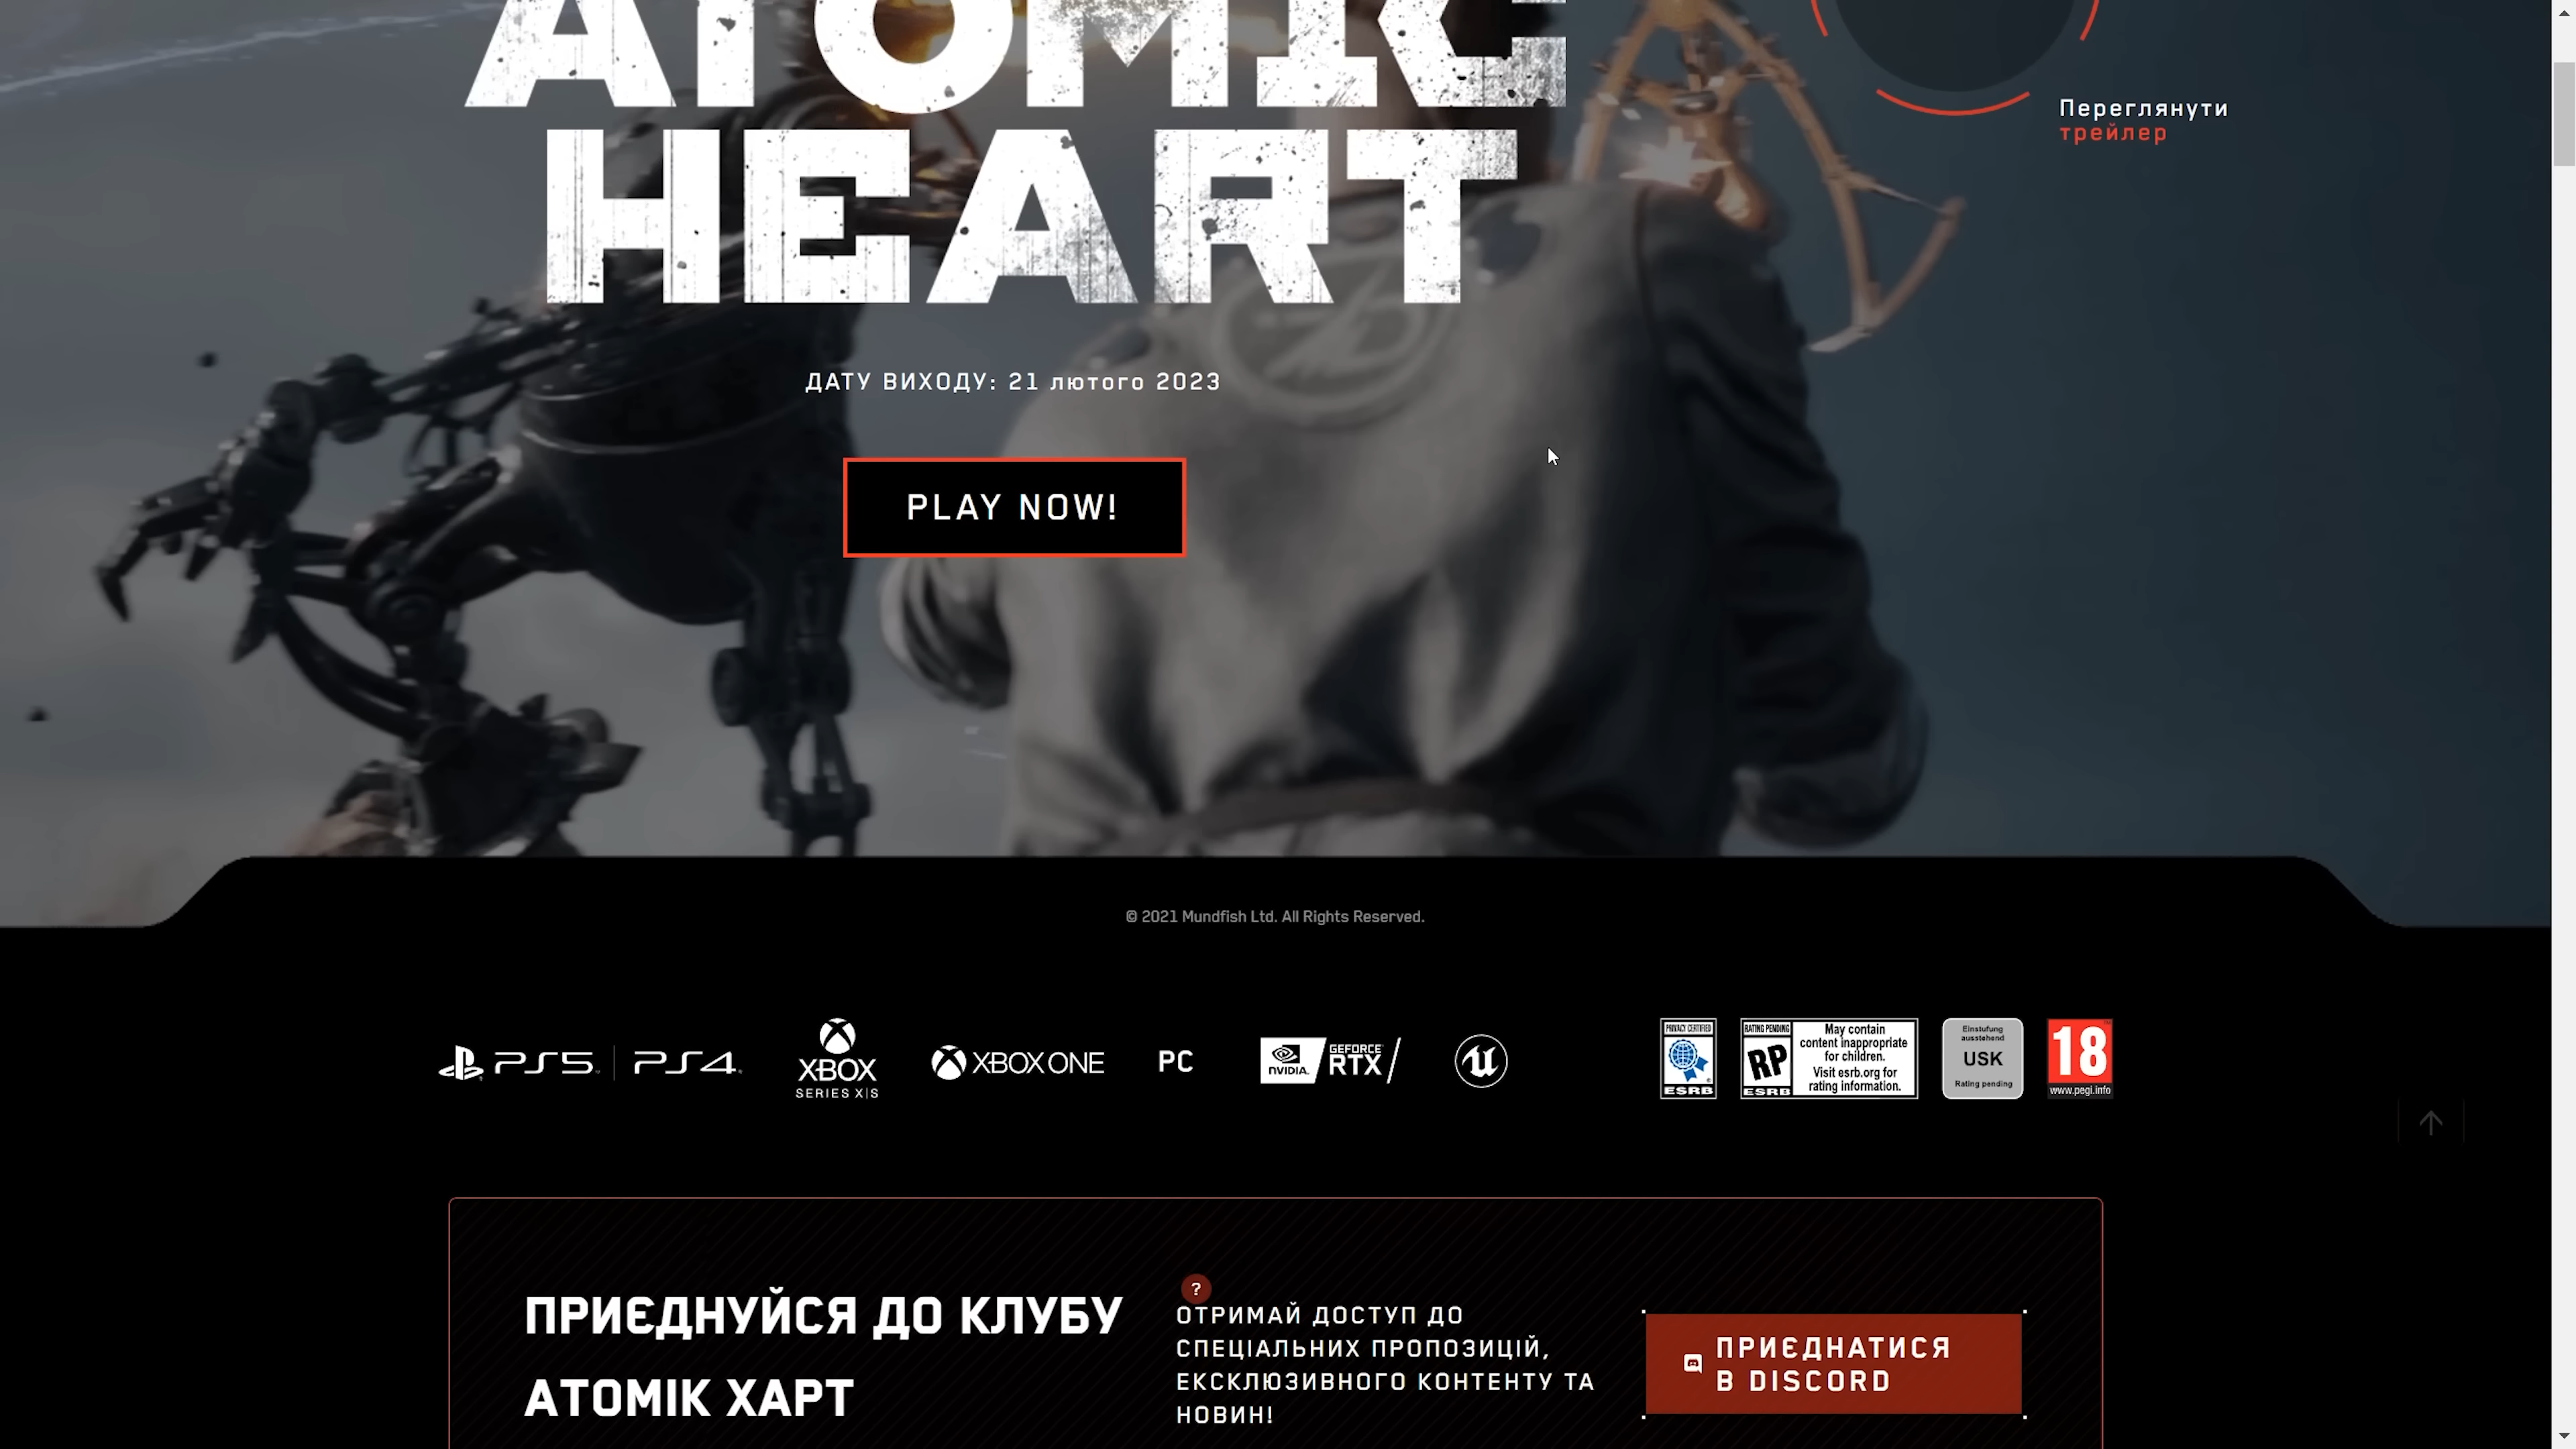 ATOMIC
HEART
Переглянути
трейлер
ДАТУ ВИХОДУ: 21 лютого 2023
PLAY NOW!
© 2021 Mundfish Ltd. All Rights Reserved.
PS5
PS4
XBOX
SERIES X|S
XBOX ONE
PC
NVIDIA.
GEFORCE
RTX
PRIVACY CERTIFIED
ESRB
RATING PENDING
RP
ESRB
May contain
content inappropriate
for children.
Visit esrb.org for
rating information.
Einstufung
ausstehend
USK
Rating pending
18
www.pegi.info
ПРИЄДНУЙСЯ ДО КЛУБУ
АТОМІК ХАРТ
?
ОТРИМАЙ ДОСТУП ДО
СПЕЦІАЛЬНИХ ПРОПОЗИЦІЙ,
ЕКСКЛЮЗИВНОГО КОНТЕНТУ ТА
НОВИН!
ПРИЄДНАТИСЯ
В DISCORD